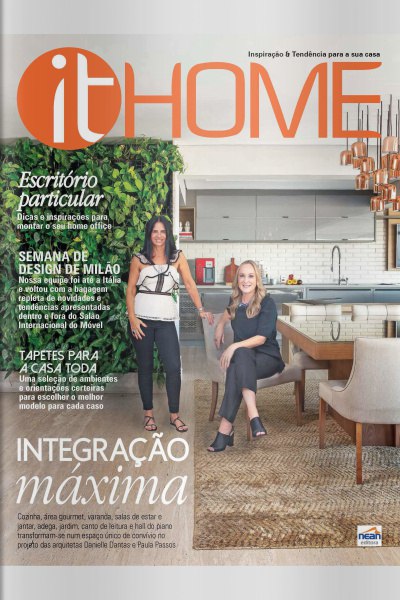 Inspiração & Tendência para a sua casa
it HOME
Escritório
particular
Dicas e inspirações para
montar o seu home office
SEMANA DE
DESIGN DE MILÃO
Nossa equipe foi até a Itália
e voltou com a bagagem
repleta de novidades e
tendências apresentadas
dentro e fora do Salão
Internacional do Móvel
TAPETES PARA
A CASA TODA
Uma seleção de ambientes
e orientações certeiras
para escolher o melhor
modelo para cada caso
INTEGRAÇÃO
máxima
Cozinha, área gourmet, varanda, salas de estar e
jantar, adega, jardim, canto de leitura e hall do piano
transformam-se num espaço único de convívio no
projeto das arquitetas Danielle Dantas e Paula Passos
nean
editora